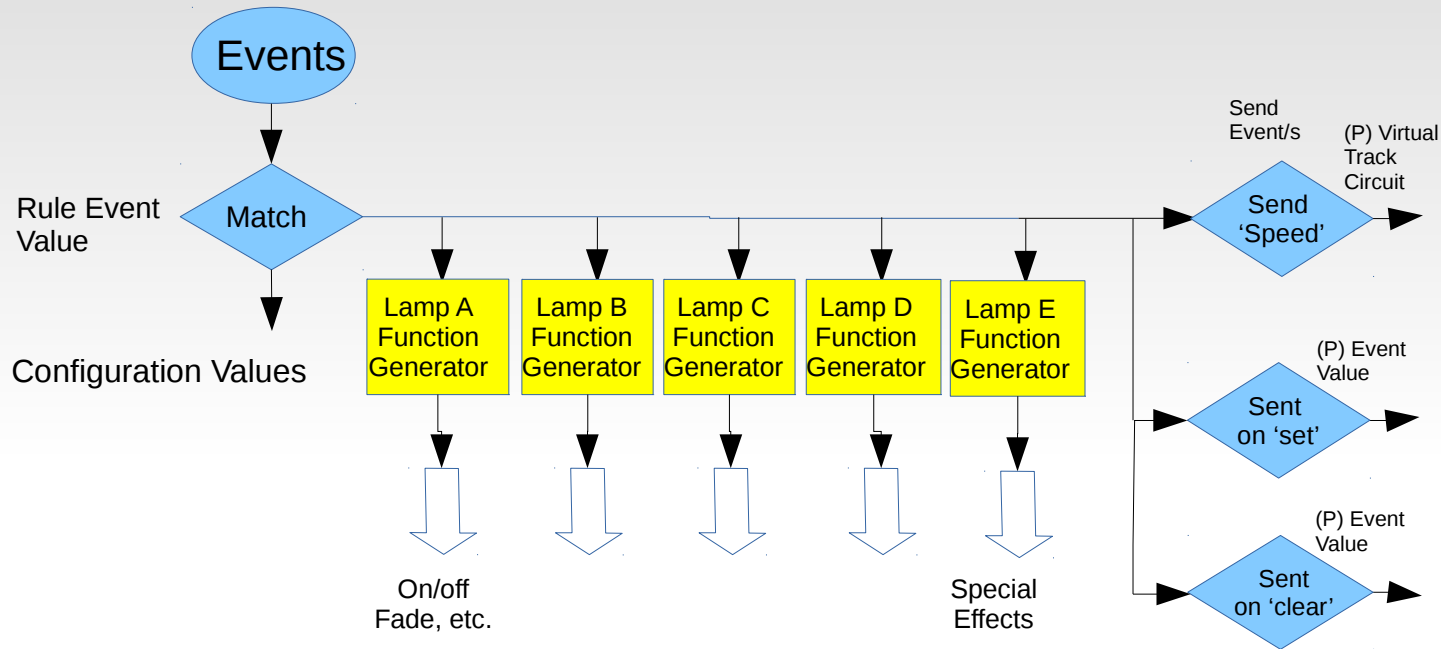 Events
Rule Event
Value
Match
Send
Event/s
(P) Virtual
Track
Circuit
Send
‘Speed’
Lamp A
Function
Generator
Lamp B
Function
Generator
Lamp C
Function
Generator
Lamp D
Function
Generator
Lamp E
Function
Generator
Configuration Values
(P) Event
Value
Sent
on ‘set’
(P) Event
Value
Sent
on ‘clear’
On/off
Fade, etc.
Special
Effects